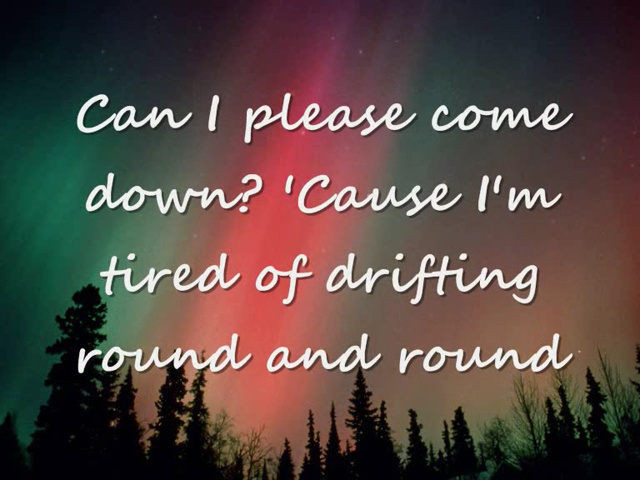 Can I please come
down? 'Cause I'm
tired of drifting
round and round